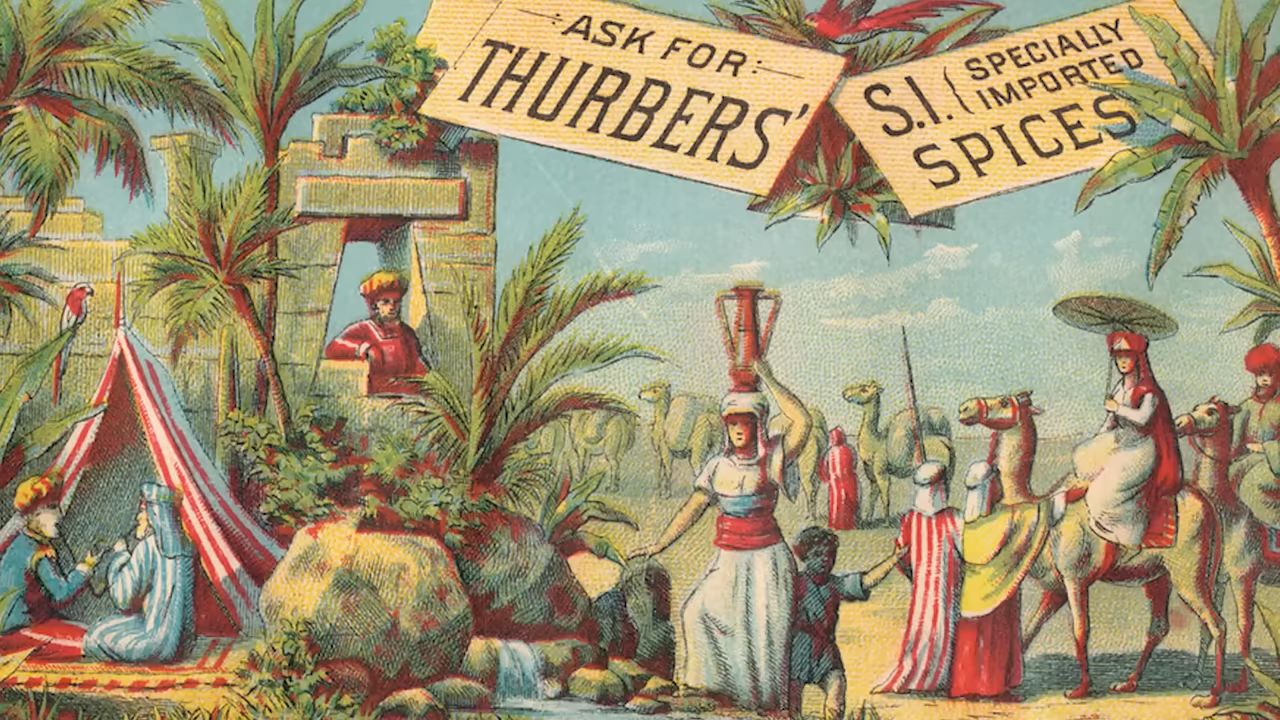 ASK FOR:
THURBERS'
S.I. { SPECIALLY
IMPORTED
SPICES